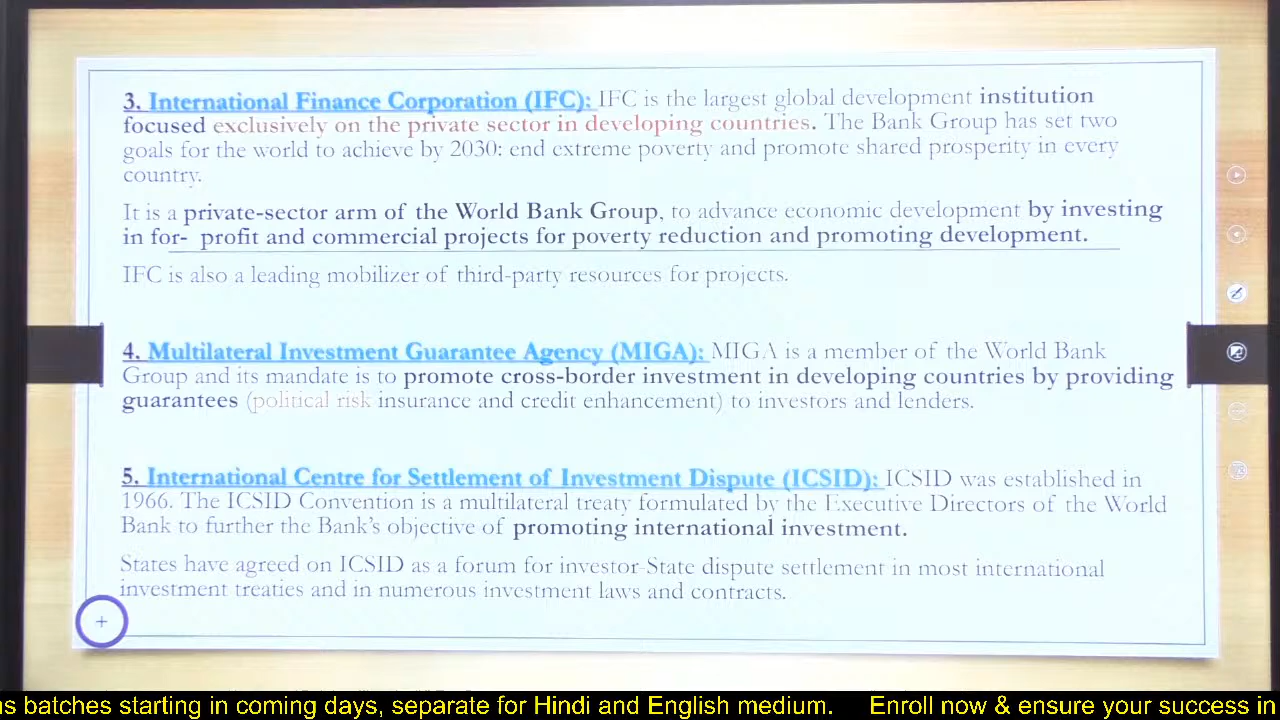 3. International Finance Corporation (IFC): IFC is the largest global development institution
focused exclusively on the private sector in developing countries. The Bank Group has set two
goals for the world to achieve by 2030: end extreme poverty and promote shared prosperity in every
country.
It is a private-sector arm of the World Bank Group, to advance economic development by investing
in for- profit and commercial projects for poverty reduction and promoting development.
IFC is also a leading mobilizer of third-party resources for projects.
4. Multilateral Investment Guarantee Agency (MIGA): MIGA is a member of the World Bank
Group and its mandate is to promote cross-border investment in developing countries by providing
guarantees (political risk insurance and credit enhancement) to investors and lenders.
5. International Centre for Settlement of Investment Dispute (ICSID): ICSID was established in
1966. The ICSID Convention is a multilateral treaty formulated by the Executive Directors of the World
Bank to further the Bank's objective of promoting international investment.
States have agreed on ICSID as a forum for investor-State dispute settlement in most international
investment treaties and in numerous investment laws and contracts.
batches starting in coming days, separate for Hindi and English medium. Enroll now & ensure your success in